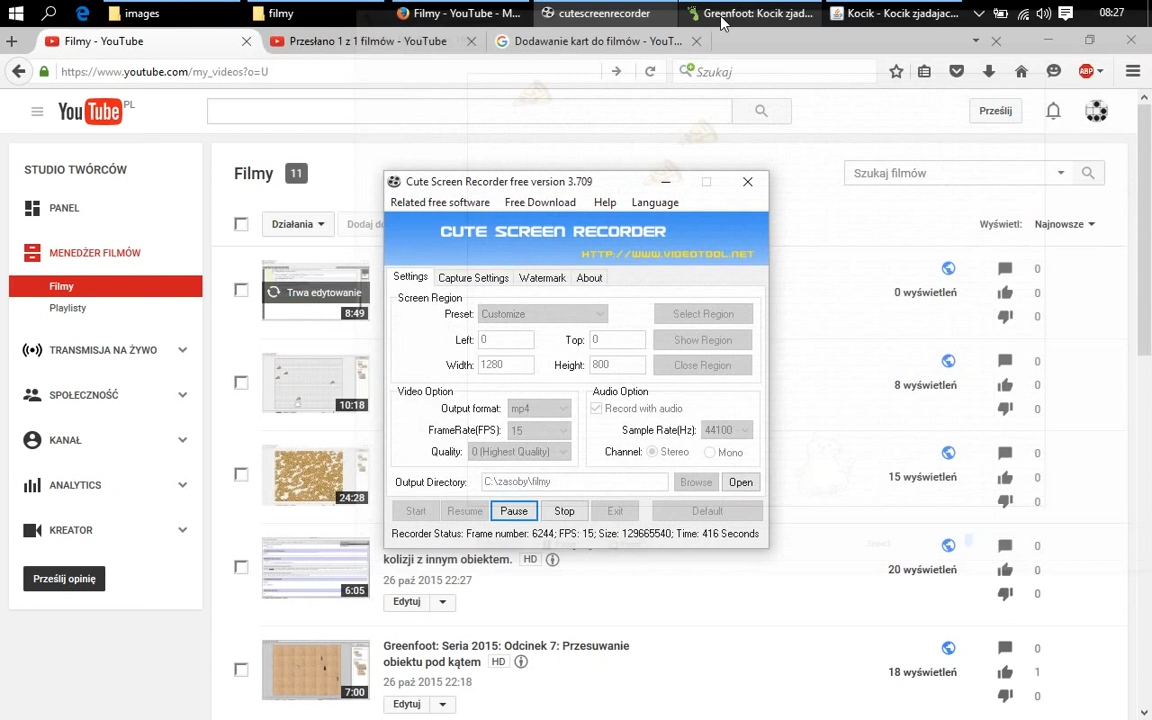 images
filmy
Filmy - YouTube - M...
cutescreenrecorder
Greenfoot: Kocik zjad...
Kocik - Kocik zjadajac...
08:27
Filmy - YouTube
Przesłano 1 z 1 filmów - YouTube
Dodawanie kart do filmów - YouT...
https://www.youtube.com/my_videos?o=U
Szukaj
ABP
YouTube PL
Prześlij
STUDIO TWÓRCÓW
Filmy 11
Szukaj filmów
PANEL
Działania
Dodaj do
Wyświetl:
Najnowsze
MENEDŻER FILMÓW
Filmy
Playlisty
TRANSMISJA NA ŻYWO
SPOŁECZNOŚĆ
KANAŁ
ANALYTICS
KREATOR
Prześlij opinię
Trwa edytowanie
8:49
0 wyświetleń
0
0
0
10:18
8 wyświetleń
0
0
0
24:28
15 wyświetleń
0
0
0
6:05
kolizji z innym obiektem. HD
26 paź 2015 22:27
Edytuj
20 wyświetleń
0
0
0
7:00
Greenfoot: Seria 2015: Odcinek 7: Przesuwanie
obiektu pod kątem HD
26 paź 2015 22:18
Edytuj
18 wyświetleń
0
1
0
Cute Screen Recorder free version 3.709
Related free software
Free Download
Help
Language
CUTE SCREEN RECORDER
HTTP://WWW.VIDEOTOOL.NET
Settings
Capture Settings
Watermark
About
Screen Region
Preset: Customize
Select Region
Left: 0
Top: 0
Show Region
Width: 1280
Height: 800
Close Region
Video Option
Output format: mp4
FrameRate(FPS): 15
Quality: 0 (Highest Quality)
Audio Option
Record with audio
Sample Rate(Hz): 44100
Channel: Stereo Mono
Output Directory: C:\zasoby\filmy
Browse
Open
Start
Resume
Pause
Stop
Exit
Default
Recorder Status: Frame number: 6244; FPS: 15; Size: 129665540; Time: 416 Seconds